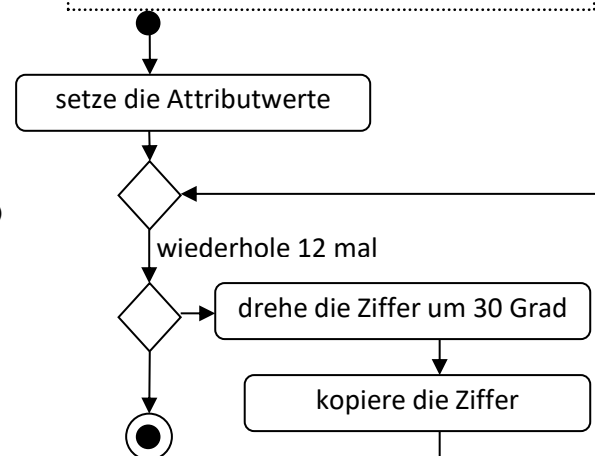 setze die Attributwerte
wiederhole 12 mal
drehe die Ziffer um 30 Grad
kopiere die Ziffer